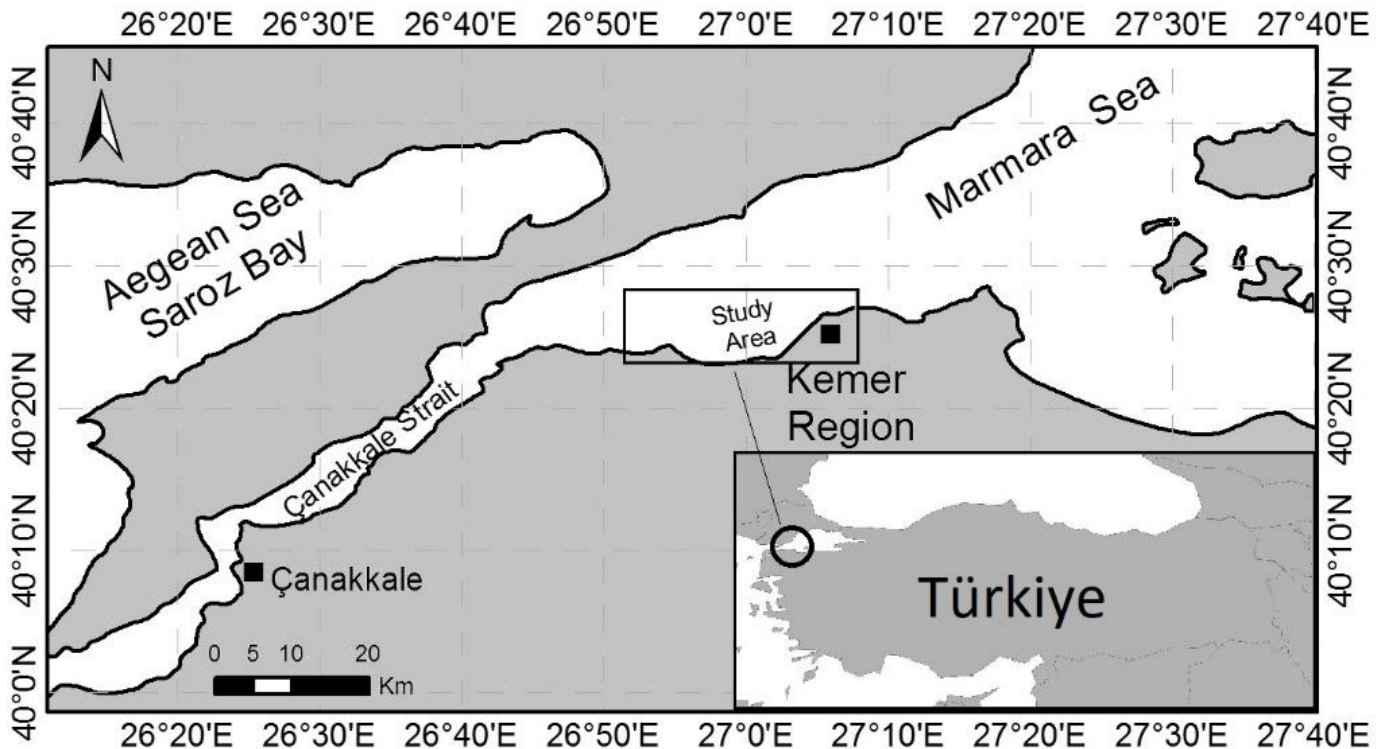 26°20'E 26°30'E 26°40'E 26°50'E 27°0'E 27°10'E 27°20'E 27°30'E 27°40'E
N
40°40'N
40°40'N
Marmara Sea
Aegean Sea
Saroz Bay
40°30'N
40°30'N
Study
Area
Kemer
Region
40°20'N
40°20'N
Çanakkale Strait
40°10'N
40°10'N
Çanakkale
Türkiye
0 5 10 20
Km
40°0'N
40°0'N
26°20'E 26°30'E 26°40'E 26°50'E 27°0'E 27°10'E 27°20'E 27°30'E 27°40'E